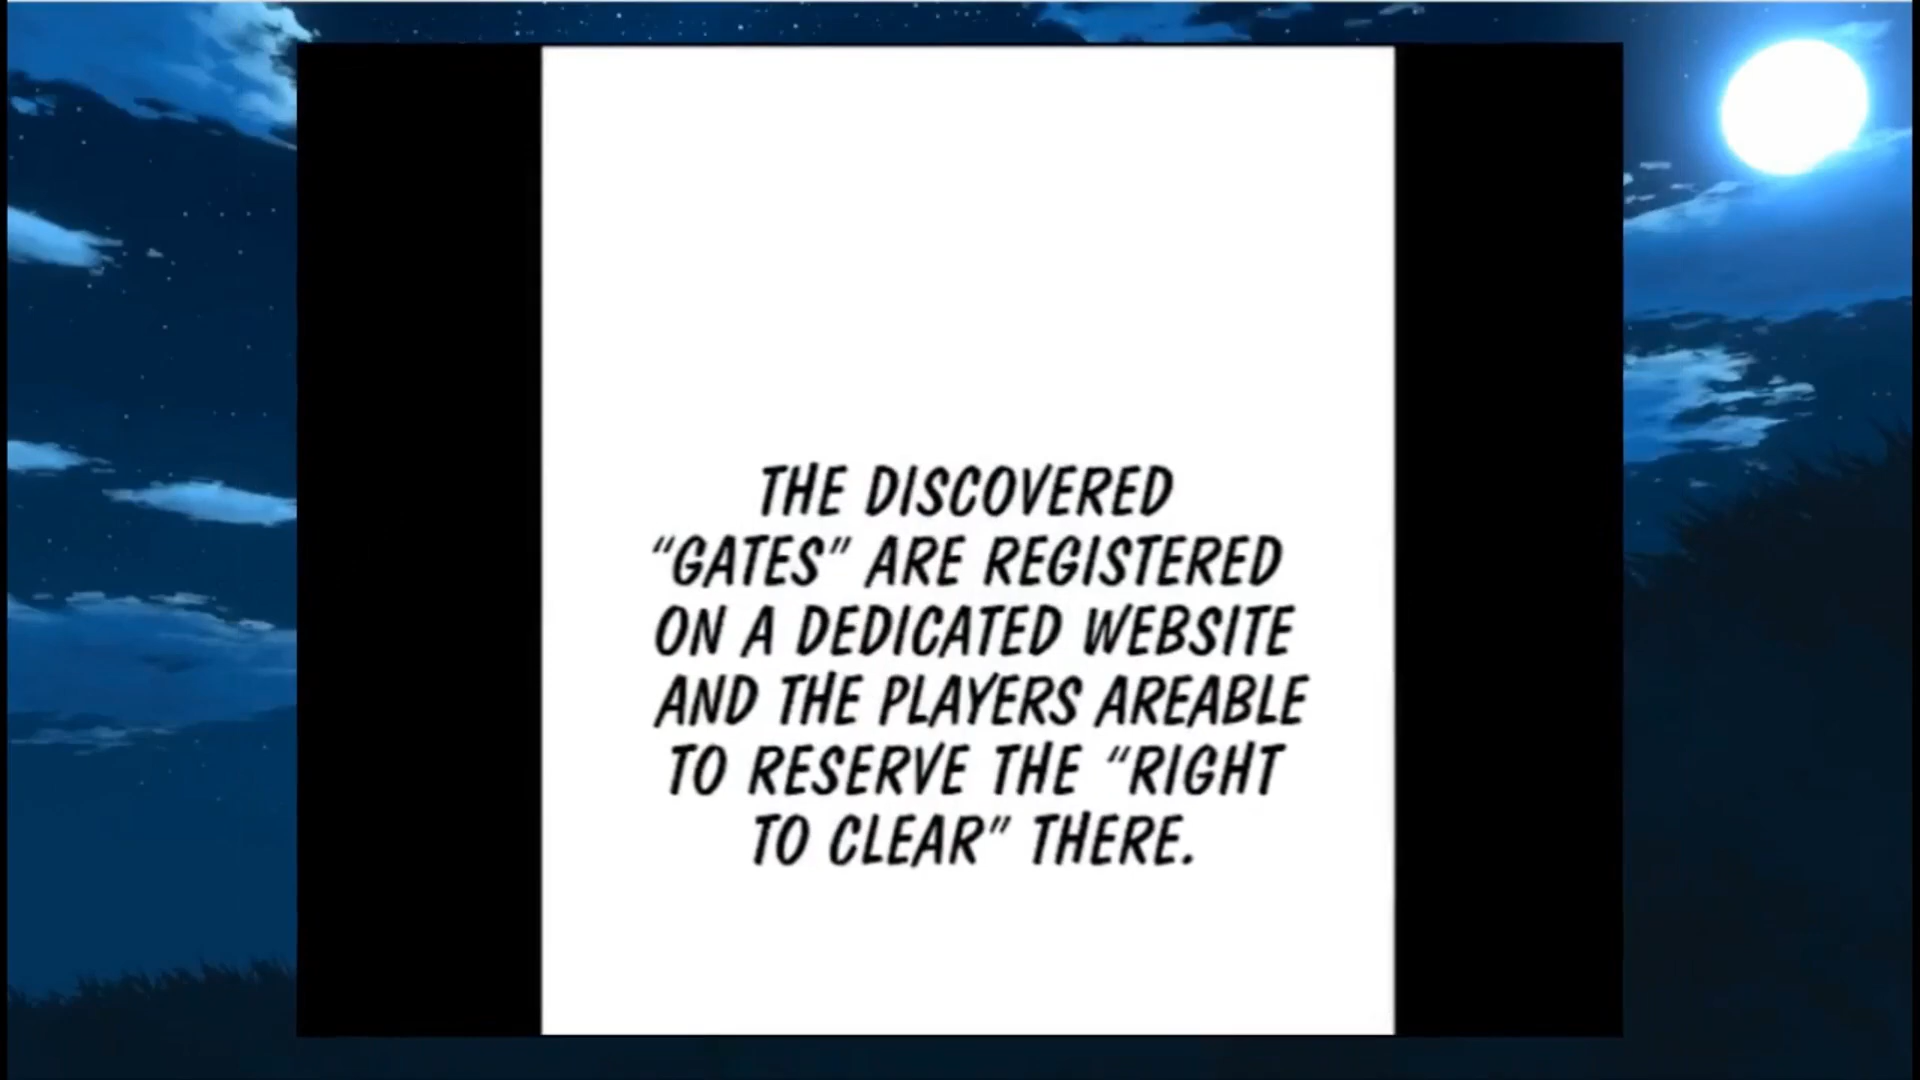 THE DISCOVERED
“GATES” ARE REGISTERED
ON A DEDICATED WEBSITE
AND THE PLAYERS AREABLE
TO RESERVE THE “RIGHT
TO CLEAR” THERE.